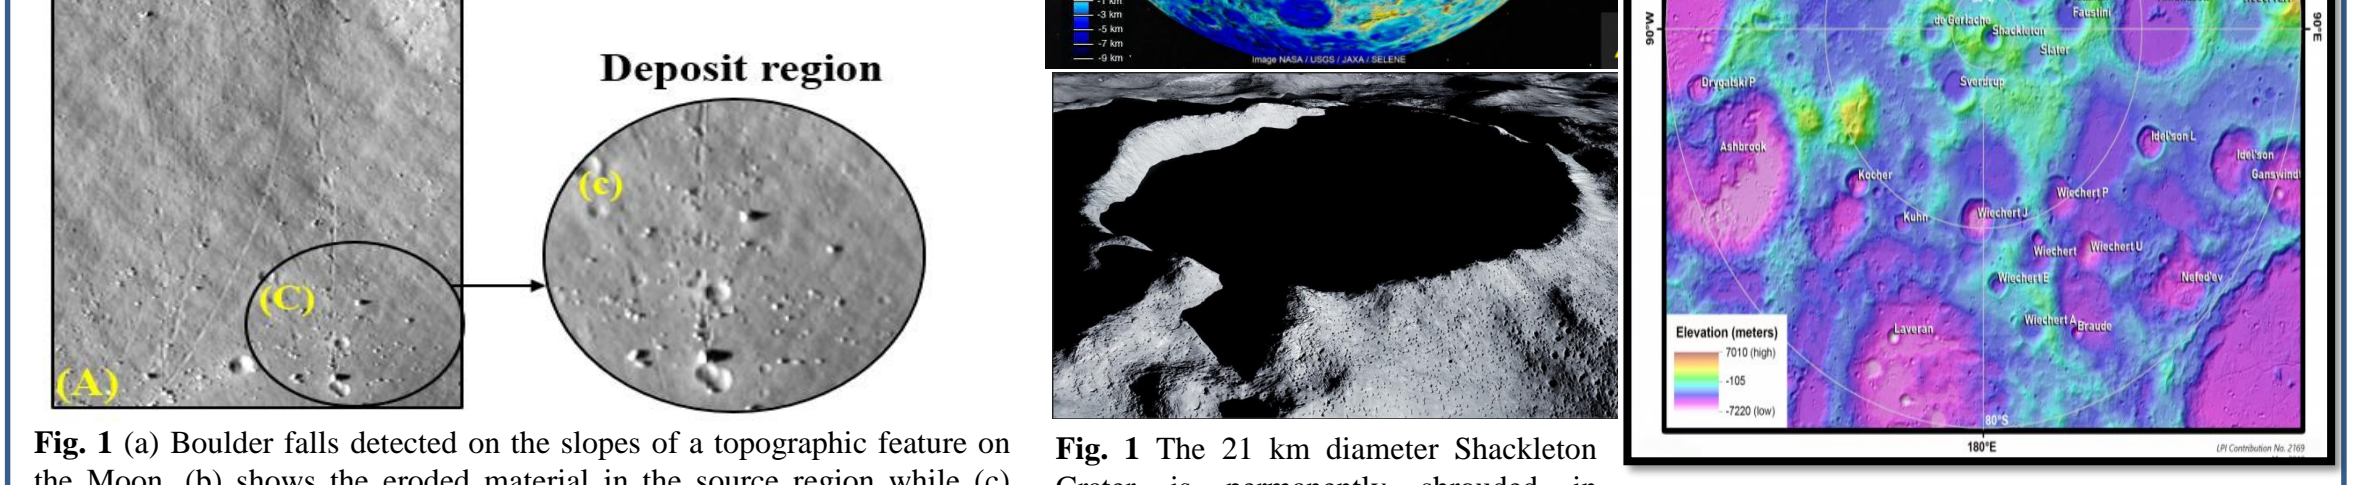 Deposit region
(c)
(C)
(A)
Fig. 1 (a) Boulder falls detected on the slopes of a topographic feature on
the Moon, (b) shows the eroded material in the source region while (c)
-1 km
-3 km
-5 km
-7 km
-9 km
Image NASA / USGS / JAXA / SELENE
Fig. 1 The 21 km diameter Shackleton
Crater is permanently shrouded in
90°W
90°E
de Gerlache
Shackleton
Faustini
Slater
Sverdrup
Drygalski P
Ashbrook
Kocher
Kuhn
Wiechert J
Wiechert P
Idel'son L
Idel'son
Ganswindt
Wiechert
Wiechert U
Wiechert E
Nefed'ev
Wiechert A
Braude
Laveran
Elevation (meters)
7010 (high)
-105
-7220 (low)
80°S
180°E
LPI Contribution No. 2169